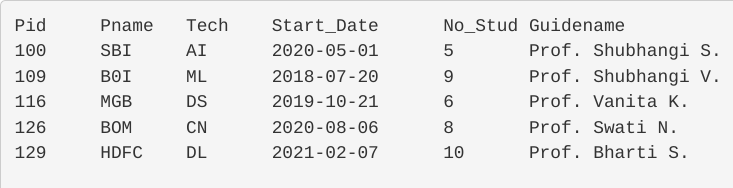 Pid Pname Tech Start_Date No_Stud Guidename
100 SBI AI 2020-05-01 5 Prof. Shubhangi S.
109 B0I ML 2018-07-20 9 Prof. Shubhangi V.
116 MGB DS 2019-10-21 6 Prof. Vanita K.
126 BOM CN 2020-08-06 8 Prof. Swati N.
129 HDFC DL 2021-02-07 10 Prof. Bharti S.